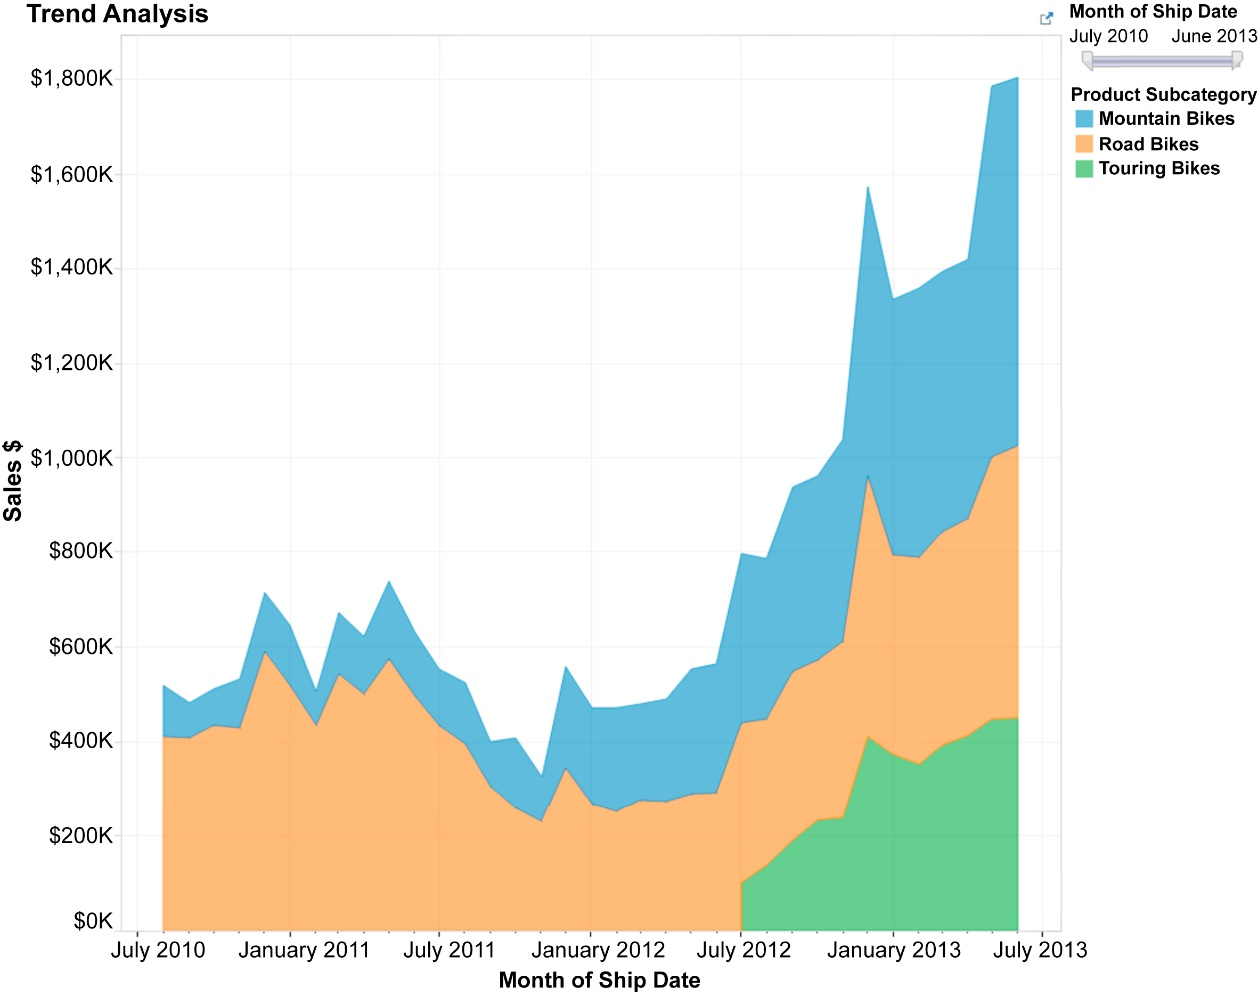 Trend Analysis
Month of Ship Date
July 2010 June 2013
Product Subcategory
Mountain Bikes
Road Bikes
Touring Bikes
$1,800K
$1,600K
$1,400K
$1,200K
$1,000K
$800K
$600K
$400K
$200K
$0K
Sales $
July 2010 January 2011 July 2011 January 2012 July 2012 January 2013 July 2013
Month of Ship Date